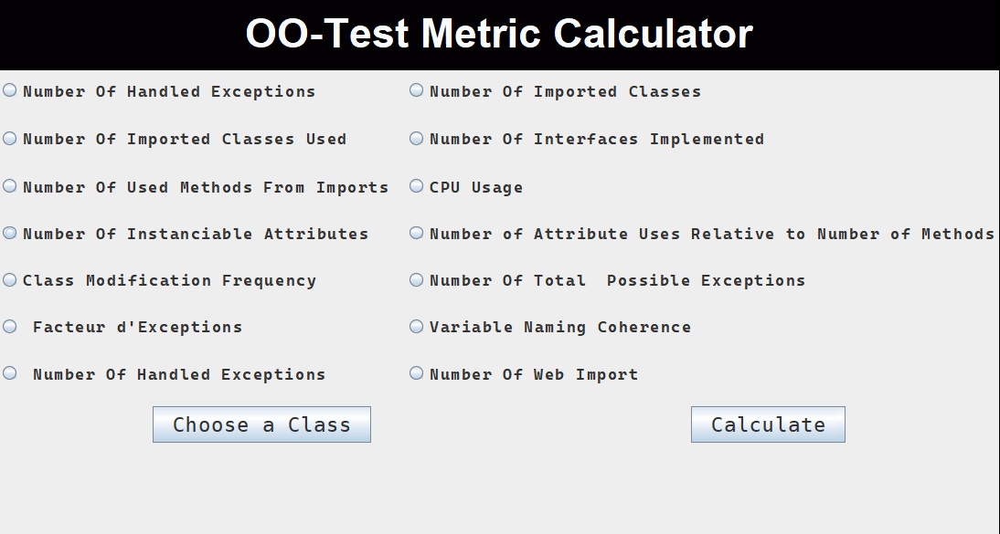 OO-Test Metric Calculator
Number Of Handled Exceptions
Number Of Imported Classes
Number Of Imported Classes Used
Number Of Interfaces Implemented
Number Of Used Methods From Imports
CPU Usage
Number Of Instanciable Attributes
Number of Attribute Uses Relative to Number of Methods
Class Modification Frequency
Number Of Total  Possible Exceptions
Facteur d'Exceptions
Variable Naming Coherence
Number Of Handled Exceptions
Number Of Web Import
Choose a Class
Calculate